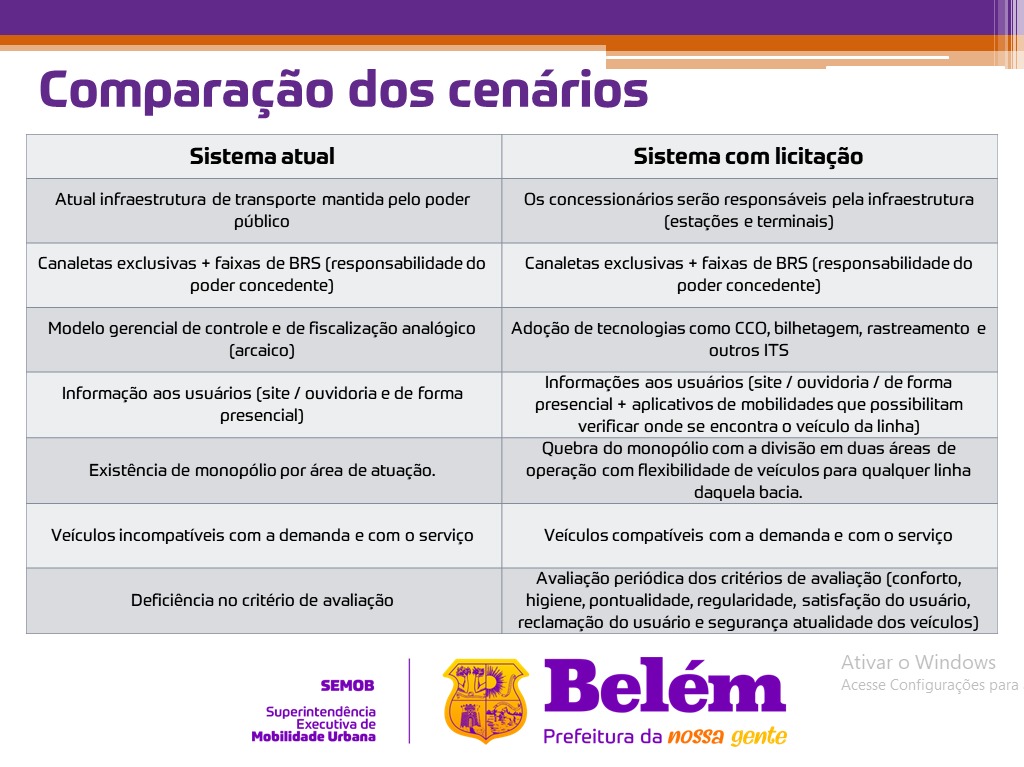 Comparação dos cenários
Sistema atual
Sistema com licitação
Atual infraestrutura de transporte mantida pelo poder
público
Os concessionários serão responsáveis pela infraestrutura
(estações e terminais)
Canaletas exclusivas + faixas de BRS (responsabilidade do
poder concedente)
Canaletas exclusivas + faixas de BRS (responsabilidade do
poder concedente)
Modelo gerencial de controle e de fiscalização analógico
(arcaico)
Adoção de tecnologias como CCO, bilhetagem, rastreamento e
outros ITS
Informação aos usuários (site / ouvidoria e de forma
presencial)
Informações aos usuários (site / ouvidoria / de forma
presencial + aplicativos de mobilidades que possibilitam
verificar onde se encontra o veículo da linha)
Existência de monopólio por área de atuação.
Quebra do monopólio com a divisão em duas áreas de
operação com flexibilidade de veículos para qualquer linha
daquela bacia.
Veículos incompatíveis com a demanda e com o serviço
Veículos compatíveis com a demanda e com o serviço
Deficiência no critério de avaliação
Avaliação periódica dos critérios de avaliação (conforto,
higiene, pontualidade, regularidade, satisfação do usuário,
reclamação do usuário e segurança atualidade dos veículos)
SEMOB
Superintendência
Executiva de
Mobilidade Urbana
Belém
Prefeitura da nossa gente
Ativar o Windows
Acesse Configurações para